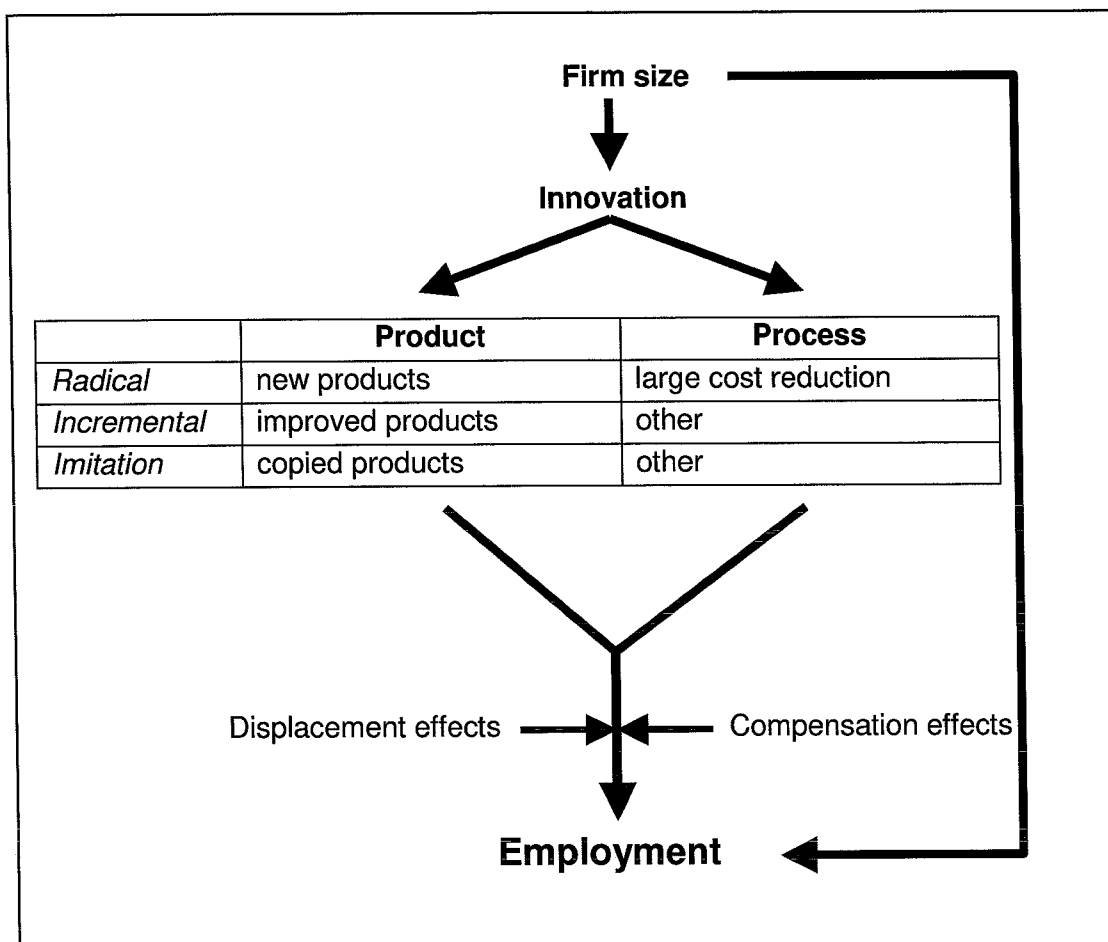 Firm size
Innovation
Product Process
Radical new products large cost reduction
Incremental improved products other
Imitation copied products other
Displacement effects Compensation effects
Employment